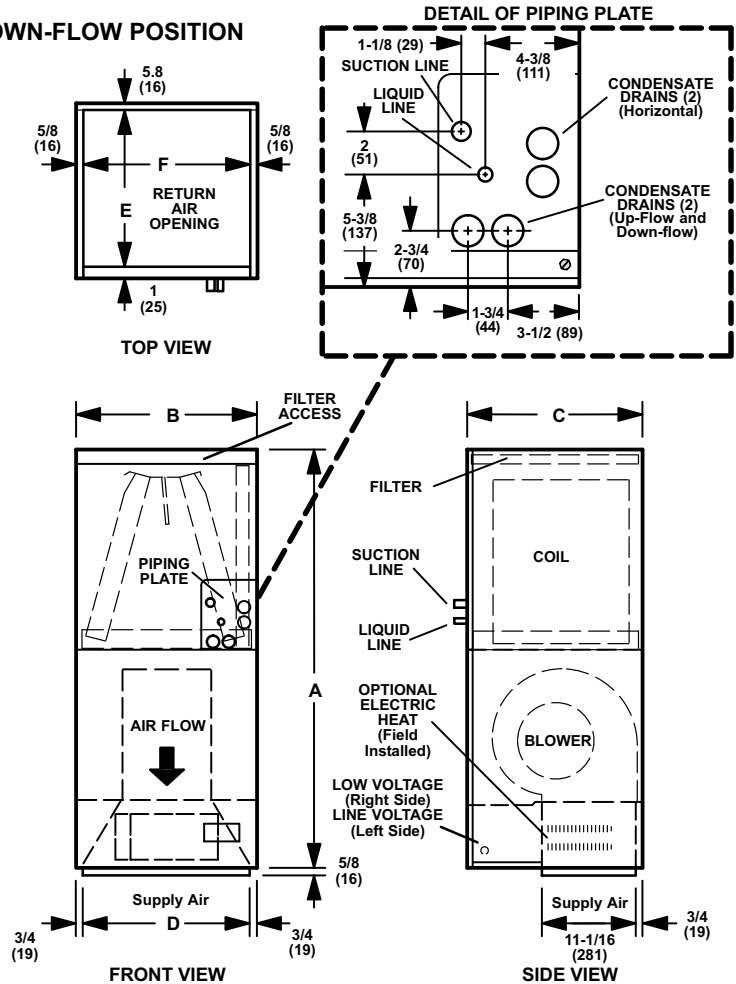 OWN-FLOW POSITION
5.8
(16)
5/8
(16)
F
5/8
(16)
E
RETURN
AIR
OPENING
1
(25)
TOP VIEW
DETAIL OF PIPING PLATE
1-1/8 (29)
SUCTION LINE
4-3/8
(111)
LIQUID
LINE
CONDENSATE
DRAINS (2)
(Horizontal)
2
(51)
5-3/8
(137)
2-3/4
(70)
CONDENSATE
DRAINS (2)
(Up-Flow and
Down-flow)
1-3/4
(44)
3-1/2 (89)
B
FILTER
ACCESS
PIPING
PLATE
A
AIR FLOW
5/8
(16)
Supply Air
3/4
(19)
D
3/4
(19)
FRONT VIEW
C
FILTER
COIL
SUCTION
LINE
LIQUID
LINE
OPTIONAL
ELECTRIC
HEAT
(Field
Installed)
BLOWER
LOW VOLTAGE
(Right Side)
LINE VOLTAGE
(Left Side)
Supply Air
11-1/16
(281)
3/4
(19)
SIDE VIEW